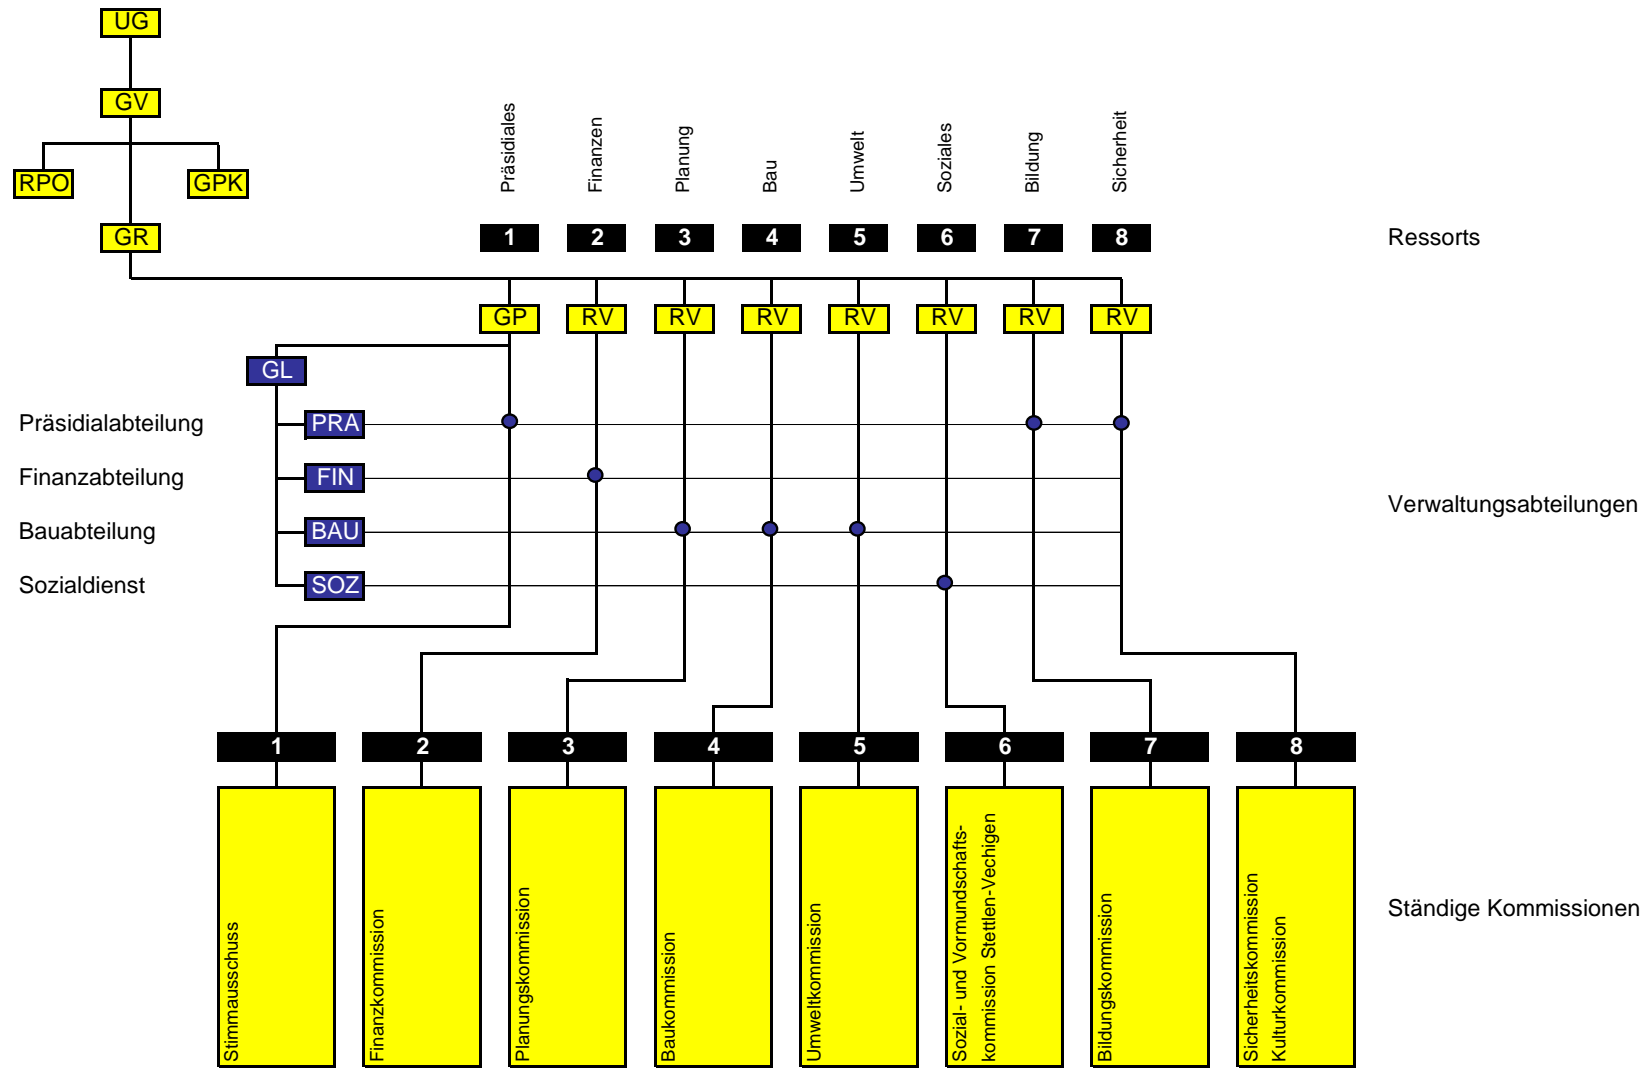 UG
GV
RPO
GPK
GR
Präsidiales
Finanzen
Planung
Bau
Umwelt
Soziales
Bildung
Sicherheit
1
2
3
4
5
6
7
8
Ressorts
GP
RV
RV
RV
RV
RV
RV
RV
GL
Präsidialabteilung
PRA
Finanzabteilung
FIN
Verwaltungsabteilungen
Bauabteilung
BAU
Sozialdienst
SOZ
1
2
3
4
5
6
7
8
Stimmausschuss
Finanzkommission
Planungskommission
Baukommission
Umweltkommission
Sozial- und Vormundschafts-
kommission Stettlen-Vechigen
Bildungskommission
Sicherheitskommission
Kulturkommission
Ständige Kommissionen